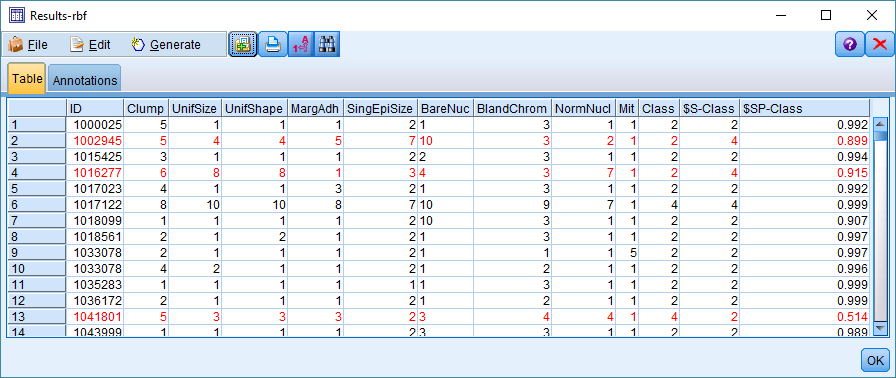 Results-rbf
File Edit Generate
Table Annotations
ID Clump UnifSize UnifShape MargAdh SingEpiSize BareNuc BlandChrom NormNucl Mit Class $S-Class $SP-Class
1 1000025 5 1 1 1 2 1 3 1 1 2 2 0.992
2 1002945 5 4 4 5 7 10 3 2 1 2 4 0.899
3 1015425 3 1 1 1 2 2 3 1 1 2 2 0.994
4 1016277 6 8 8 1 3 4 3 7 1 2 4 0.915
5 1017023 4 1 1 3 2 1 3 1 1 2 2 0.992
6 1017122 8 10 10 8 7 10 9 7 1 4 4 0.999
7 1018099 1 1 1 1 2 10 3 1 1 2 2 0.907
8 1018561 2 1 2 1 2 1 3 1 1 2 2 0.997
9 1033078 2 1 1 1 2 1 1 1 5 2 2 0.997
10 1033078 4 2 1 1 2 1 2 1 1 2 2 0.996
11 1035283 1 1 1 1 1 1 3 1 1 2 2 0.999
12 1036172 2 1 1 1 2 1 2 1 1 2 2 0.999
13 1041801 5 3 3 3 2 3 4 4 1 4 2 0.514
14 1043999 1 1 1 1 2 3 3 1 1 2 2 0.989
OK